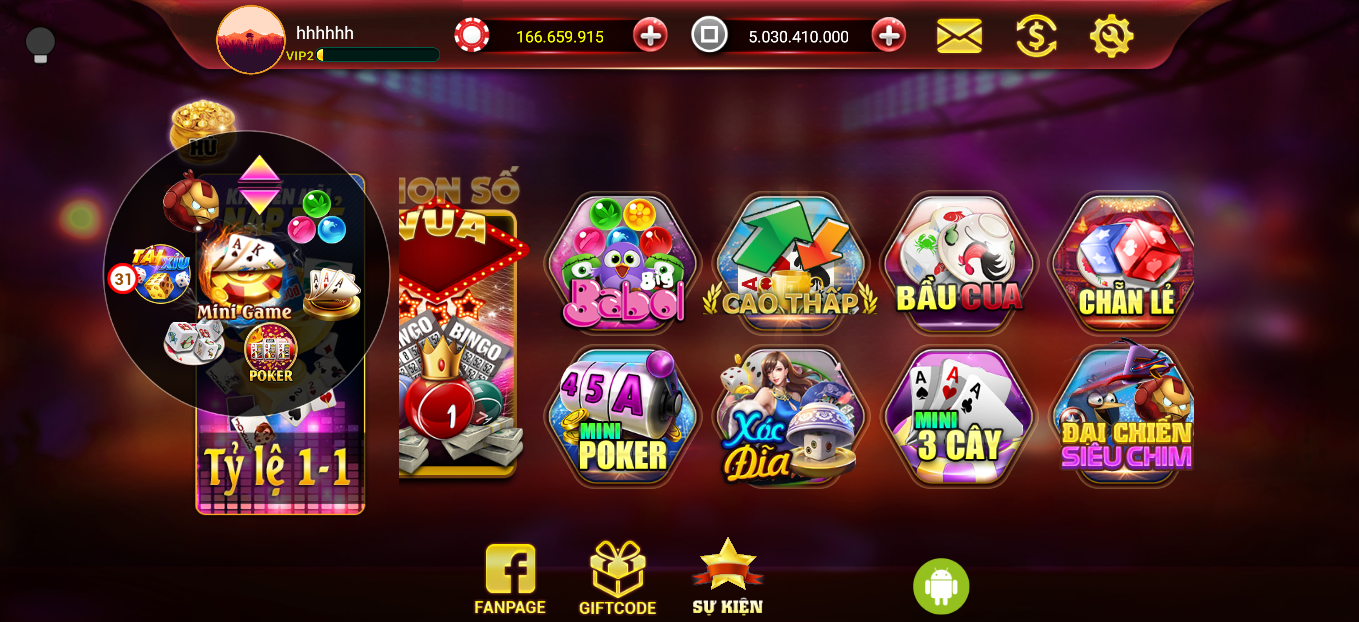 hhhhhh
VIP2
166.659.915
5.030.410.000
HŨ
31
TÀI XỈU
Mini Game
POKER
Tỷ lệ 1-1
VUA
BINGO
1
Babol
CAO THẤP
BẦU CUA
CHẴN LẺ
45A
MINI
POKER
Xóc
Đĩa
MINI
3 CÂY
ĐẠI CHIẾN
SIÊU CHIM
FANPAGE
GIFTCODE
SỰ KIỆN